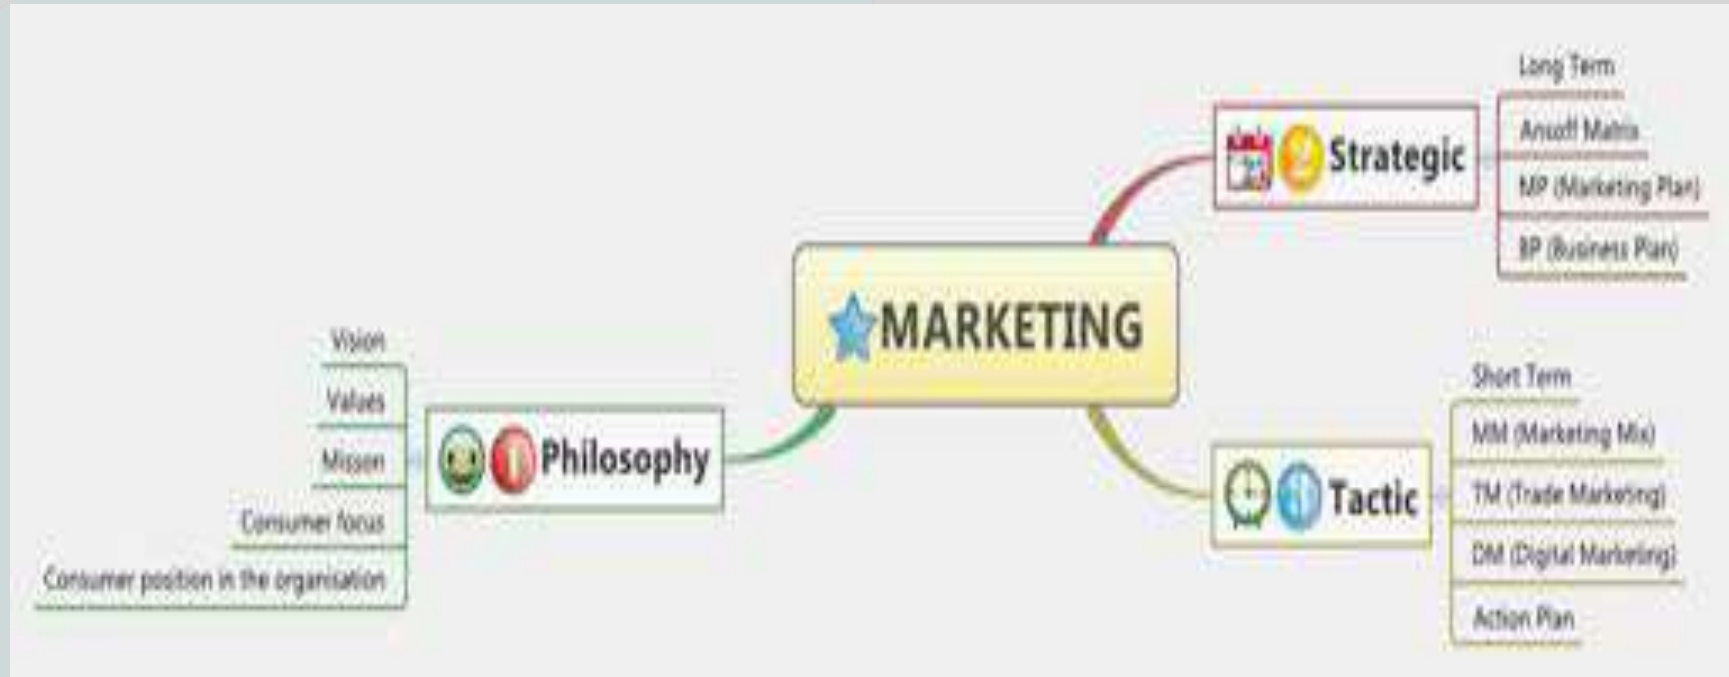 MARKETING
Philosophy
Vision
Values
Misson
Consumer focus
Consumer position in the organisation
Strategic
Long Term
Ansoff Matrix
MP (Marketing Plan)
BP (Business Plan)
Tactic
Short Term
MM (Marketing Mix)
TM (Trade Marketing)
DM (Digital Marketing)
Action Plan